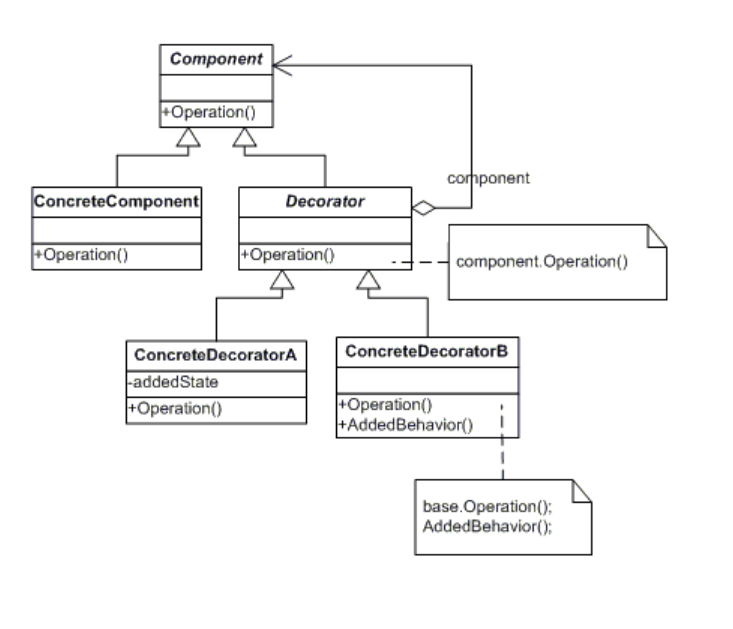 Component
+Operation()
component
ConcreteComponent
+Operation()
Decorator
+Operation()
component.Operation()
ConcreteDecoratorA
-addedState
+Operation()
ConcreteDecoratorB
+Operation()
+AddedBehavior()
base.Operation();
AddedBehavior();